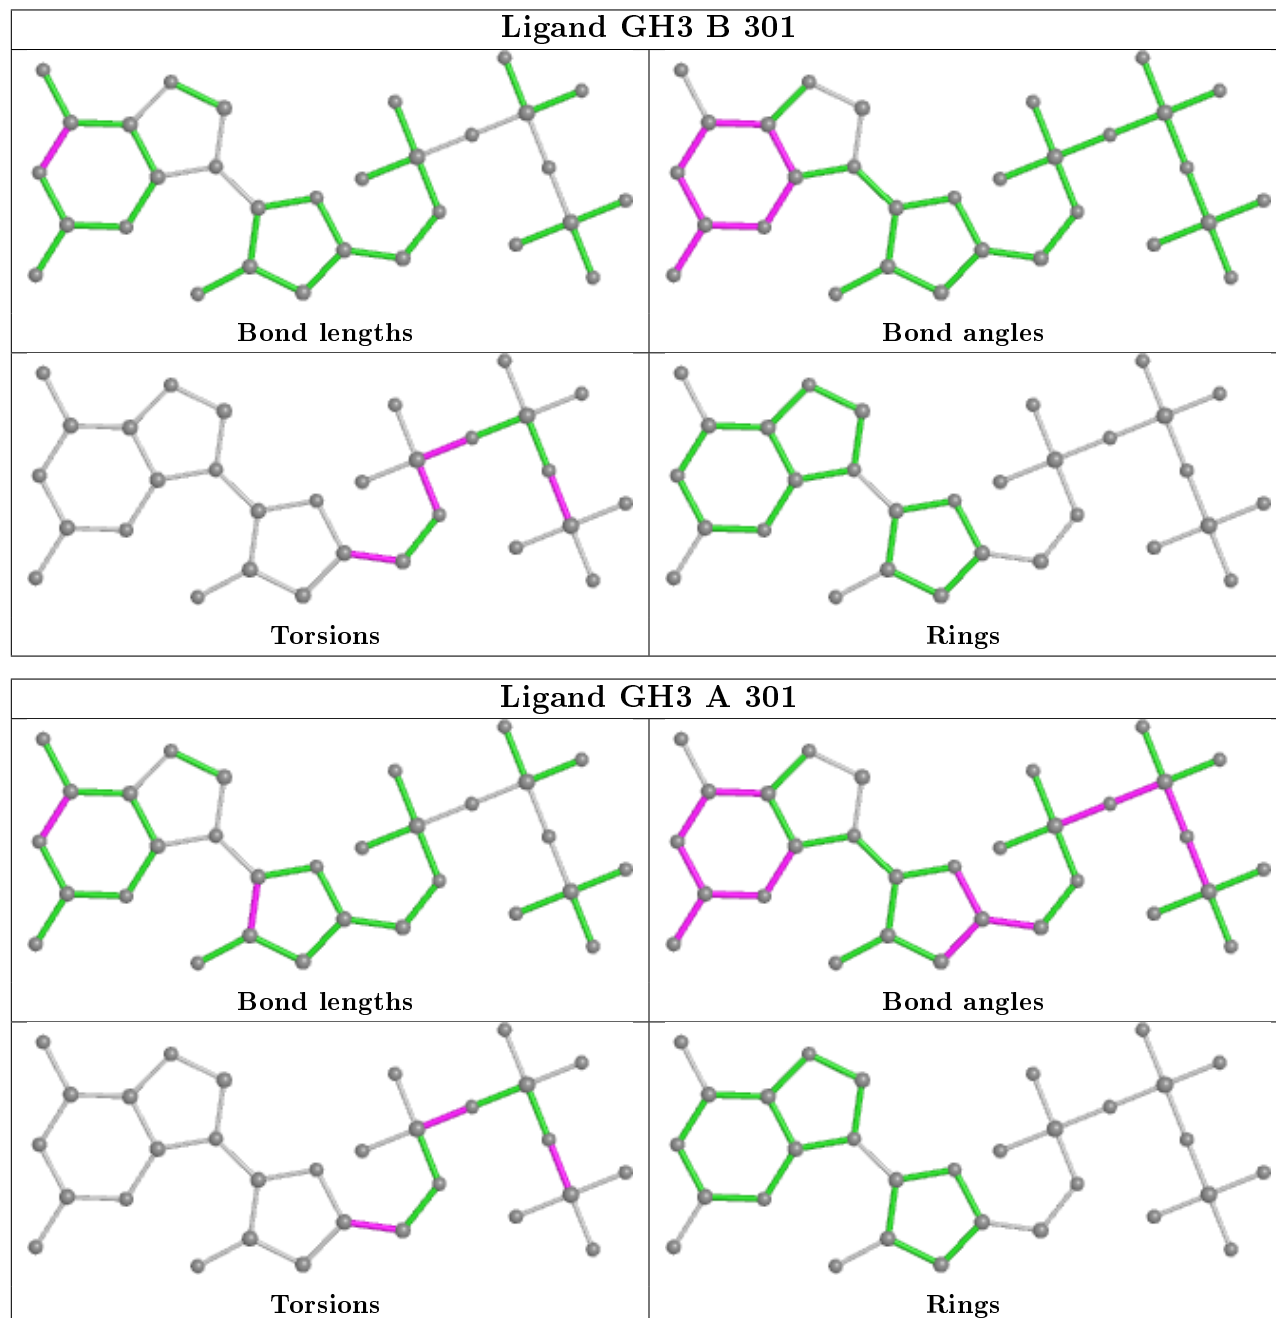 Ligand GH3 B 301
Bond lengths
Bond angles
Torsions
Rings
Ligand GH3 A 301
Bond lengths
Bond angles
Torsions
Rings